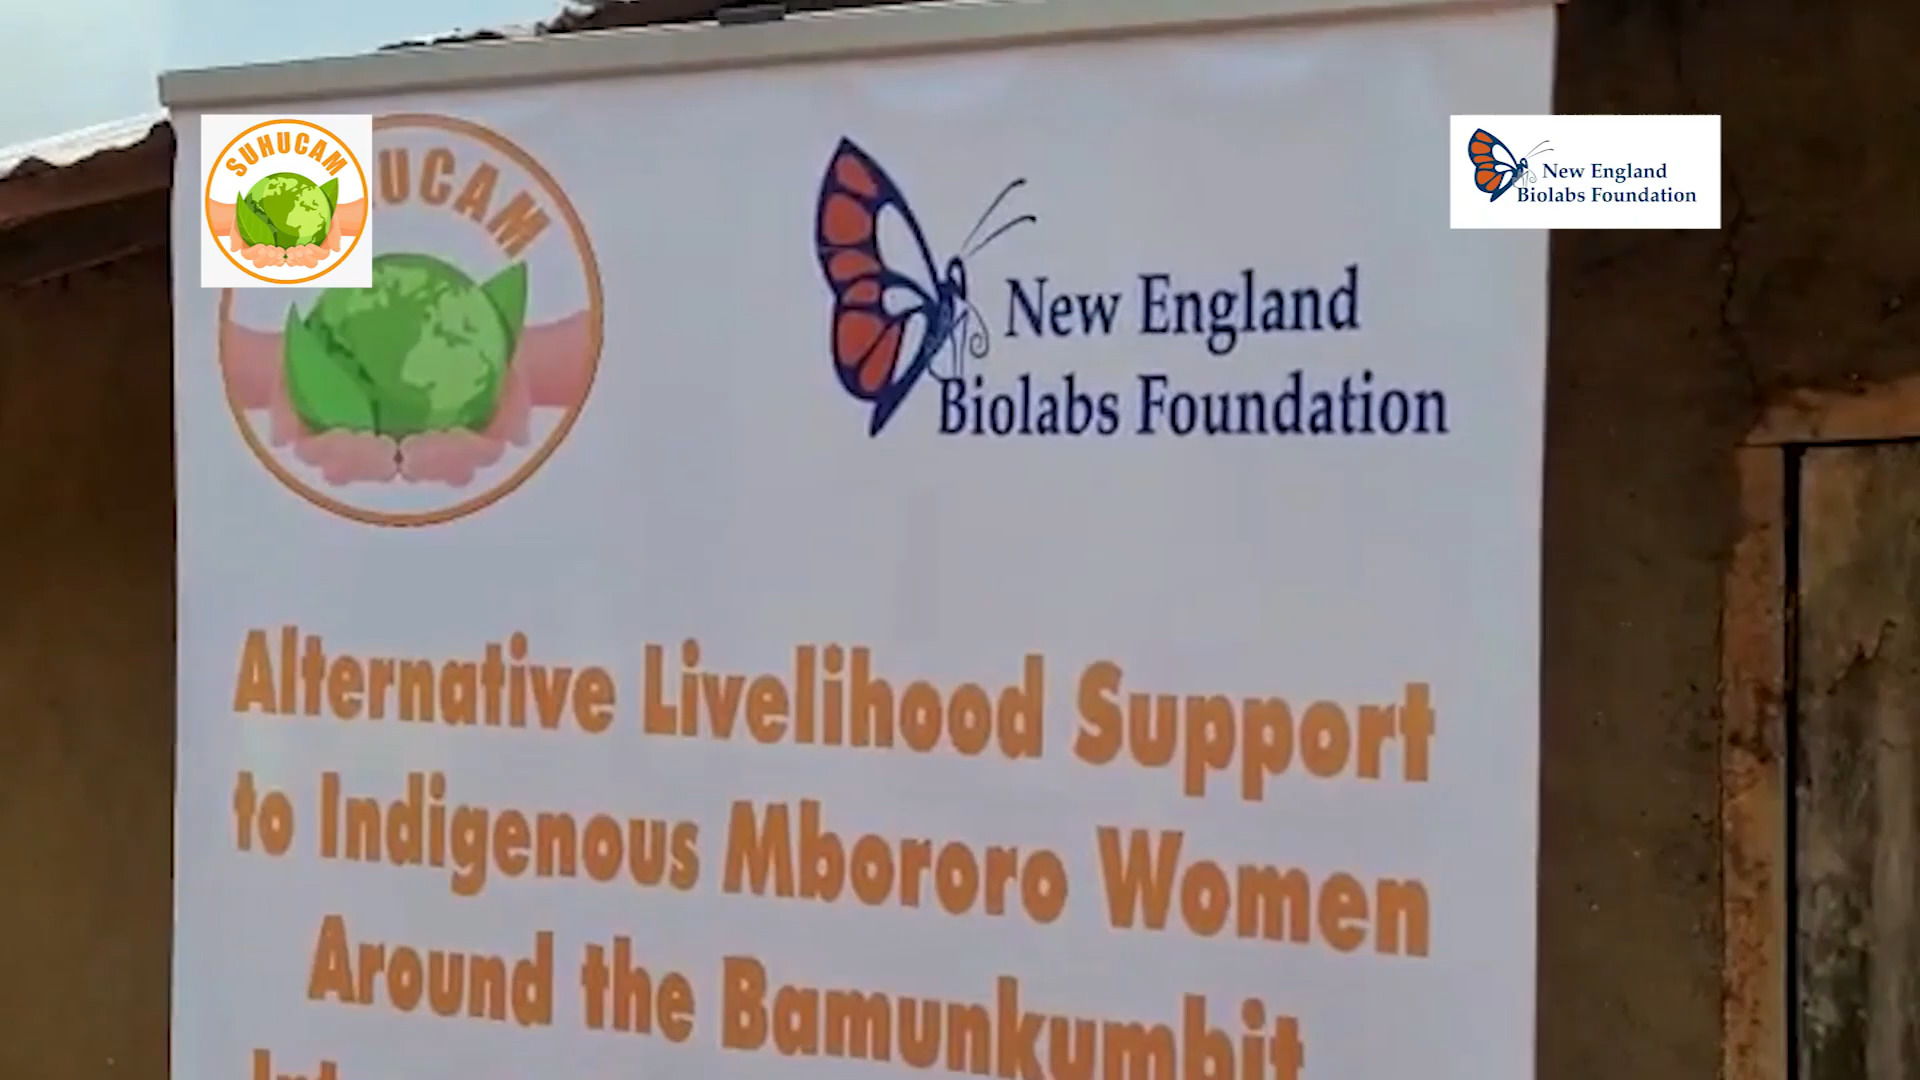 SUHUCAM
UCAM
New England
Biolabs Foundation
New England
Biolabs Foundation
Alternative Livelihood Support
to Indigenous Mbororo Women
Around the Bamunkumbit